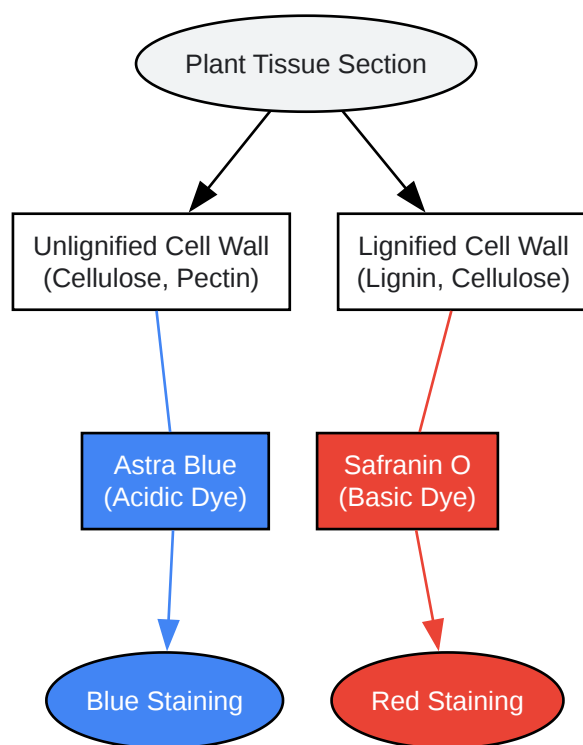 Plant Tissue Section
Unlignified Cell Wall
(Cellulose, Pectin)
Lignified Cell Wall
(Lignin, Cellulose)
Astra Blue
(Acidic Dye)
Safranin O
(Basic Dye)
Blue Staining
Red Staining